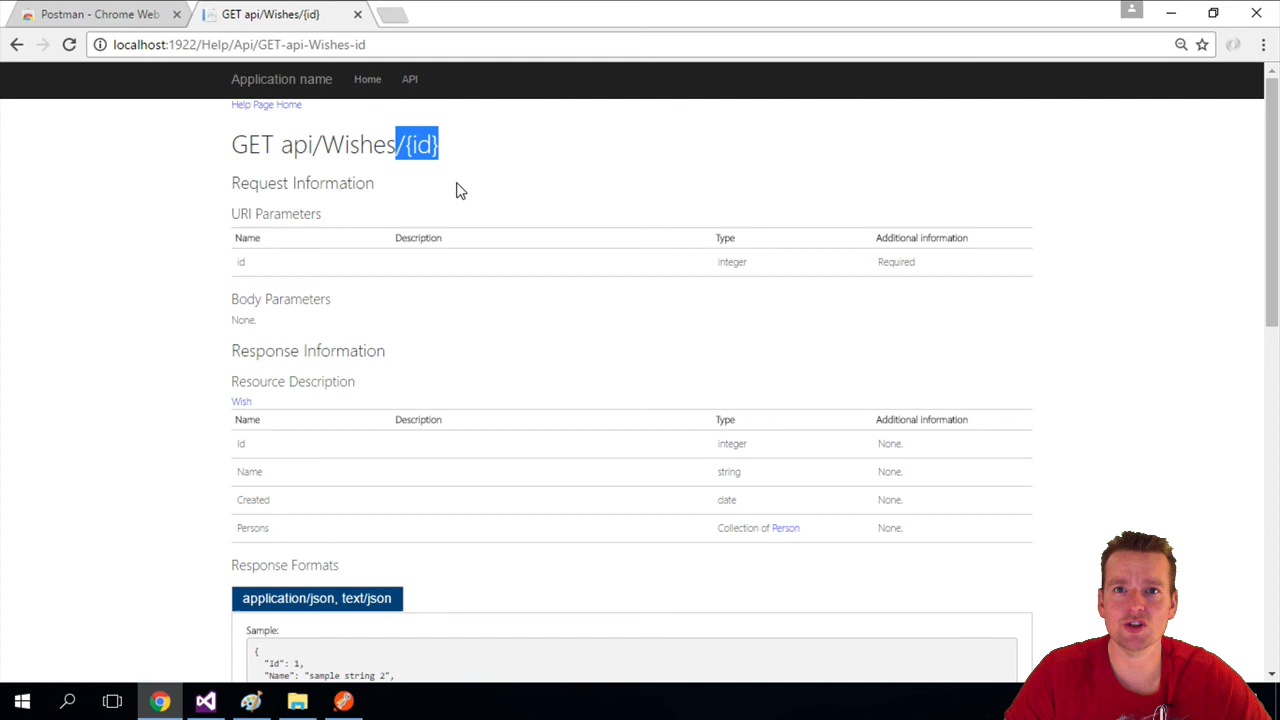 Postman - Chrome Web
GET api/Wishes/{id}
localhost:1922/Help/Api/GET-api-Wishes-id
Application name Home API
Help Page Home
GET api/Wishes/{id}
Request Information
URI Parameters
Name Description Type Additional information
id integer Required
Body Parameters
None.
Response Information
Resource Description
Wish
Name Description Type Additional information
Id integer None.
Name string None.
Created date None.
Persons Collection of Person None.
Response Formats
application/json, text/json
Sample:
{
"Id": 1,
"Name": "sample string 2",